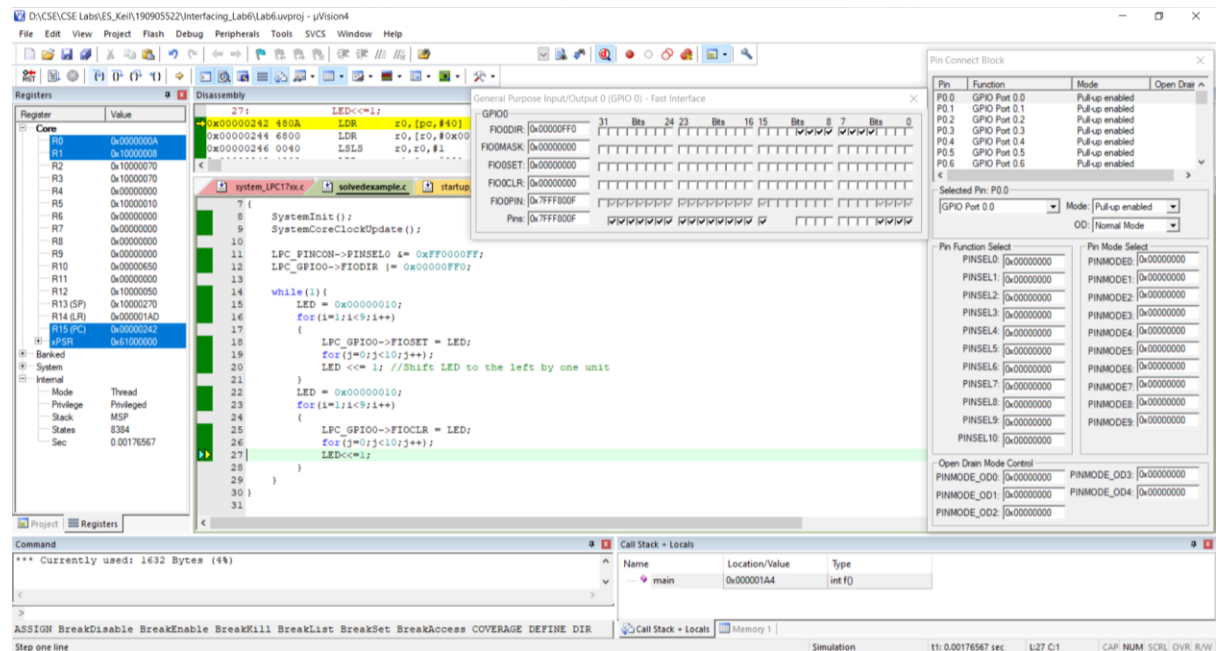 D:\CSE\CSE Labs\ES_Keil\190905522\Interfacing_Lab6\Lab6.uvproj - µVision4
File Edit View Project Flash Debug Peripherals Tools SVCS Window Help
Registers
Register Value
Core
R0 0x0000000A
R1 0x10000008
R2 0x10000070
R3 0x10000070
R4 0x00000000
R5 0x10000010
R6 0x00000000
R7 0x00000000
R8 0x00000000
R9 0x00000000
R10 0x00000650
R11 0x00000000
R12 0x10000050
R13 (SP) 0x10000270
R14 (LR) 0x000001AD
R15 (PC) 0x00000242
xPSR 0x61000000
Banked
System
Internal
Mode Thread
Privilege Privileged
Stack MSP
States 8384
Sec 0.00176567
Project Registers
Disassembly
27: LED<<=1;
0x00000242 480A LDR r0,[pc,#40]
0x00000244 6800 LDR r0,[r0,#0x00
0x00000246 0040 LSLS r0,r0,#1
system_LPC17xx.c solvedexample.c startup
7 {
8 SystemInit();
9 SystemCoreClockUpdate();
10
11 LPC_PINCON->PINSEL0 &= 0xFF0000FF;
12 LPC_GPIO0->FIODIR |= 0x00000FF0;
13
14 while(1){
15 LED = 0x00000010;
16 for(i=1;i<9;i++)
17 {
18 LPC_GPIO0->FIOSET = LED;
19 for(j=0;j<10;j++);
20 LED <<= 1; //Shift LED to the left by one unit
21 }
22 LED = 0x00000010;
23 for(i=1;i<9;i++)
24 {
25 LPC_GPIO0->FIOCLR = LED;
26 for(j=0;j<10;j++);
27 LED<<=1;
28 }
29 }
30 }
31
General Purpose Input/Output 0 (GPIO 0) - Fast Interface
GPIO0
31 Bits 24 23 Bits 16 15 Bits 8 7 Bits 0
FIO0DIR: 0x00000FF0
FIO0MASK: 0x00000000
FIO0SET: 0x00000000
FIO0CLR: 0x00000000
FIO0PIN: 0x7FFF800F
Pins: 0x7FFF800F
Pin Connect Block
Pin Function Mode Open Drain
P0.0 GPIO Port 0.0 Pull-up enabled
P0.1 GPIO Port 0.1 Pull-up enabled
P0.2 GPIO Port 0.2 Pull-up enabled
P0.3 GPIO Port 0.3 Pull-up enabled
P0.4 GPIO Port 0.4 Pull-up enabled
P0.5 GPIO Port 0.5 Pull-up enabled
P0.6 GPIO Port 0.6 Pull-up enabled
Selected Pin: P0.0
GPIO Port 0.0 Mode: Pull-up enabled
OD: Normal Mode
Pin Function Select
PINSEL0: 0x00000000
PINSEL1: 0x00000000
PINSEL2: 0x00000000
PINSEL3: 0x00000000
PINSEL4: 0x00000000
PINSEL5: 0x00000000
PINSEL6: 0x00000000
PINSEL7: 0x00000000
PINSEL8: 0x00000000
PINSEL9: 0x00000000
PINSEL10: 0x00000000
Pin Mode Select
PINMODE0: 0x00000000
PINMODE1: 0x00000000
PINMODE2: 0x00000000
PINMODE3: 0x00000000
PINMODE4: 0x00000000
PINMODE5: 0x00000000
PINMODE6: 0x00000000
PINMODE7: 0x00000000
PINMODE8: 0x00000000
PINMODE9: 0x00000000
Open Drain Mode Control
PINMODE_OD0: 0x00000000 PINMODE_OD3: 0x00000000
PINMODE_OD1: 0x00000000 PINMODE_OD4: 0x00000000
PINMODE_OD2: 0x00000000
Command
*** Currently used: 1632 Bytes (4%)
>
ASSIGN BreakDisable BreakEnable BreakKill BreakList BreakSet BreakAccess COVERAGE DEFINE DIR
Call Stack + Locals
Name Location/Value Type
main 0x000001A4 int f()
Call Stack + Locals Memory 1
Step one line Simulation t1: 0.00176567 sec L:27 C:1 CAP NUM SCRL OVR R/W